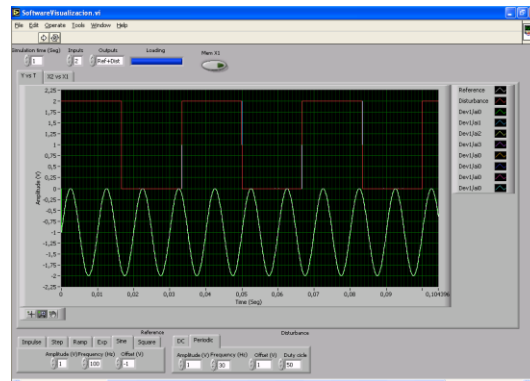 SoftwareVisualizacion.vi
File Edit Operate Tools Window Help
Simulation time (Seg) Inputs Outputs Loading Mem X1
1 2 Ref+Dist
Y vs T X2 vs X1
2,25
2
1,75
1,5
1,25
1
0,75
0,5
0,25
0
-0,25
-0,5
-0,75
-1
-1,25
-1,5
-1,75
-2
-2,25
Amplitude (V)
0 0,01 0,02 0,03 0,04 0,05 0,06 0,07 0,08 0,09 0,104396
Time (Seg)
Reference
Disturbance
Dev1/ai0
Dev1/ai1
Dev1/ai2
Dev1/ai0
Dev1/ai0
Dev1/ai0
Dev1/ai0
Dev1/ai0
Reference
Impulse Step Ramp Exp Sine Square
Amplitude (V) Frequency (Hz) Offset (V)
1 100 -1
Disturbance
DC Periodic
Amplitude (V) Frequency (Hz) Offset (V) Duty cicle
1 30 1 50